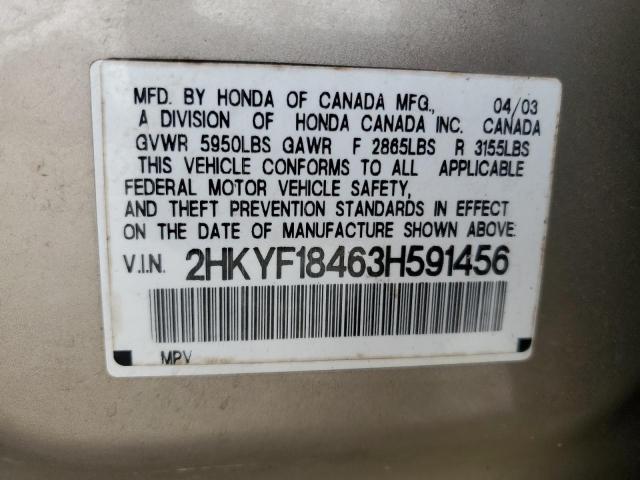 MFD. BY HONDA OF CANADA MFG., 04/03
A DIVISION OF HONDA CANADA INC. CANADA
GVWR 5950LBS GAWR F 2865LBS R 3155LBS
THIS VEHICLE CONFORMS TO ALL APPLICABLE
FEDERAL MOTOR VEHICLE SAFETY,
AND THEFT PREVENTION STANDARDS IN EFFECT
ON THE DATE OF MANUFACTURE SHOWN ABOVE.
V.I.N. 2HKYF18463H591456
MPV